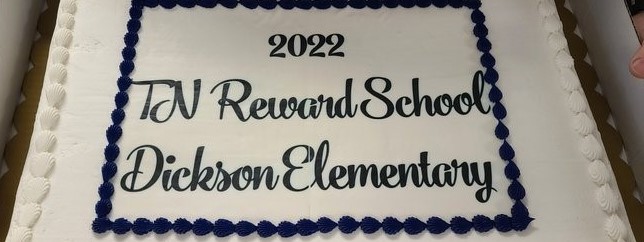 2022
TN Reward School
Dickson Elementary